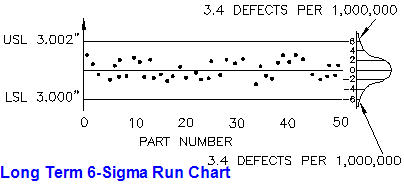 3.4 DEFECTS PER 1,000,000
USL 3.002"
6
4
2
0
-2
-4
-6
LSL 3.000"
0 10 20 30 40 50
PART NUMBER
3.4 DEFECTS PER 1,000,000
Long Term 6-Sigma Run Chart